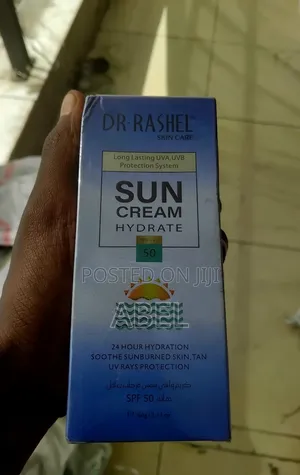 DR·RASHEL
SKIN CARE
Long Lasting UVA,UVB
Protection System
SUN
CREAM
HYDRATE
50
POSTED ON JIJI
ABEL
24 HOUR HYDRATION
SOOTHE SUNBURNED SKIN,TAN
UV RAYS PROTECTION
SPF 50